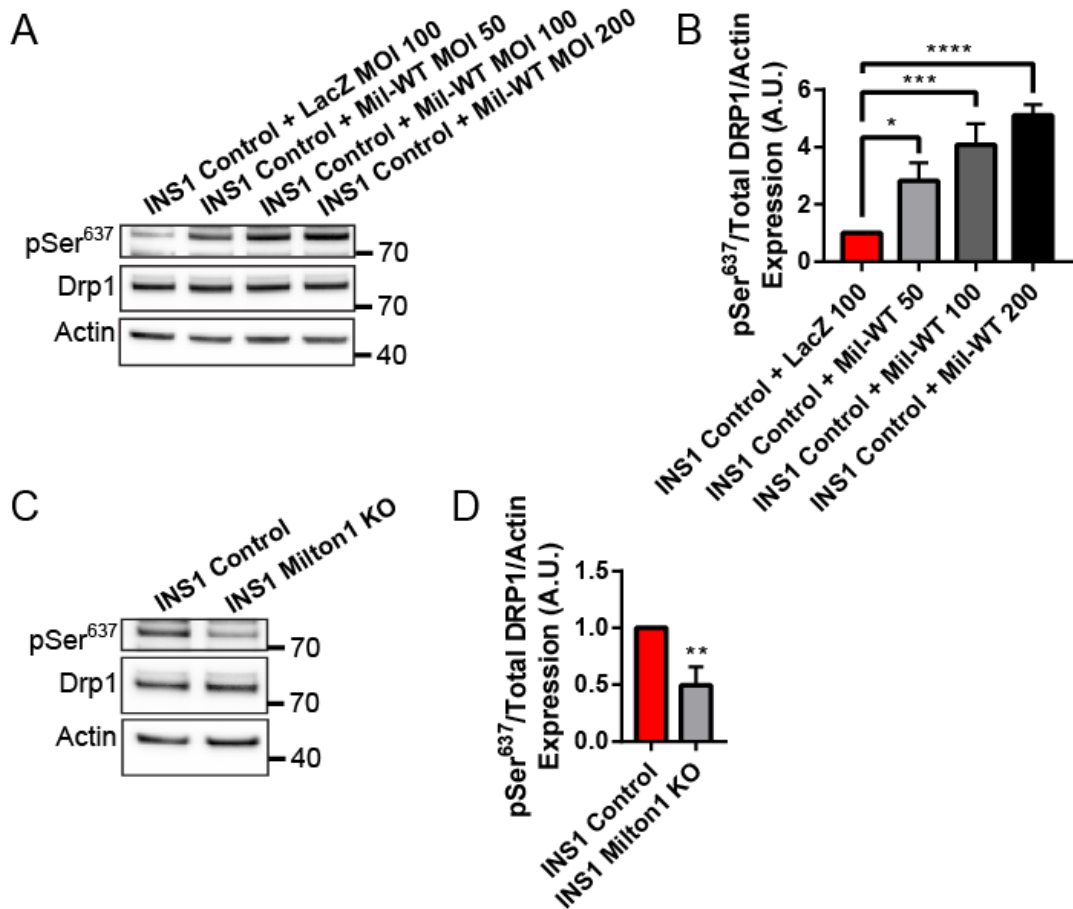 A
INS1 Control + LacZ MOI 100
INS1 Control + Mil-WT MOI 50
INS1 Control + Mil-WT MOI 100
INS1 Control + Mil-WT MOI 200
pSer⁶³⁷
70
Drp1
70
Actin
40
B
pSer⁶³⁷/Total DRP1/Actin
Expression (A.U.)
6
4
2
0
*
***
****
INS1 Control + LacZ 100
INS1 Control + Mil-WT 50
INS1 Control + Mil-WT 100
INS1 Control + Mil-WT 200
C
INS1 Control
INS1 Milton1 KO
pSer⁶³⁷
70
Drp1
70
Actin
40
D
pSer⁶³⁷/Total DRP1/Actin
Expression (A.U.)
1.5
1.0
0.5
0.0
**
INS1 Control
INS1 Milton1 KO